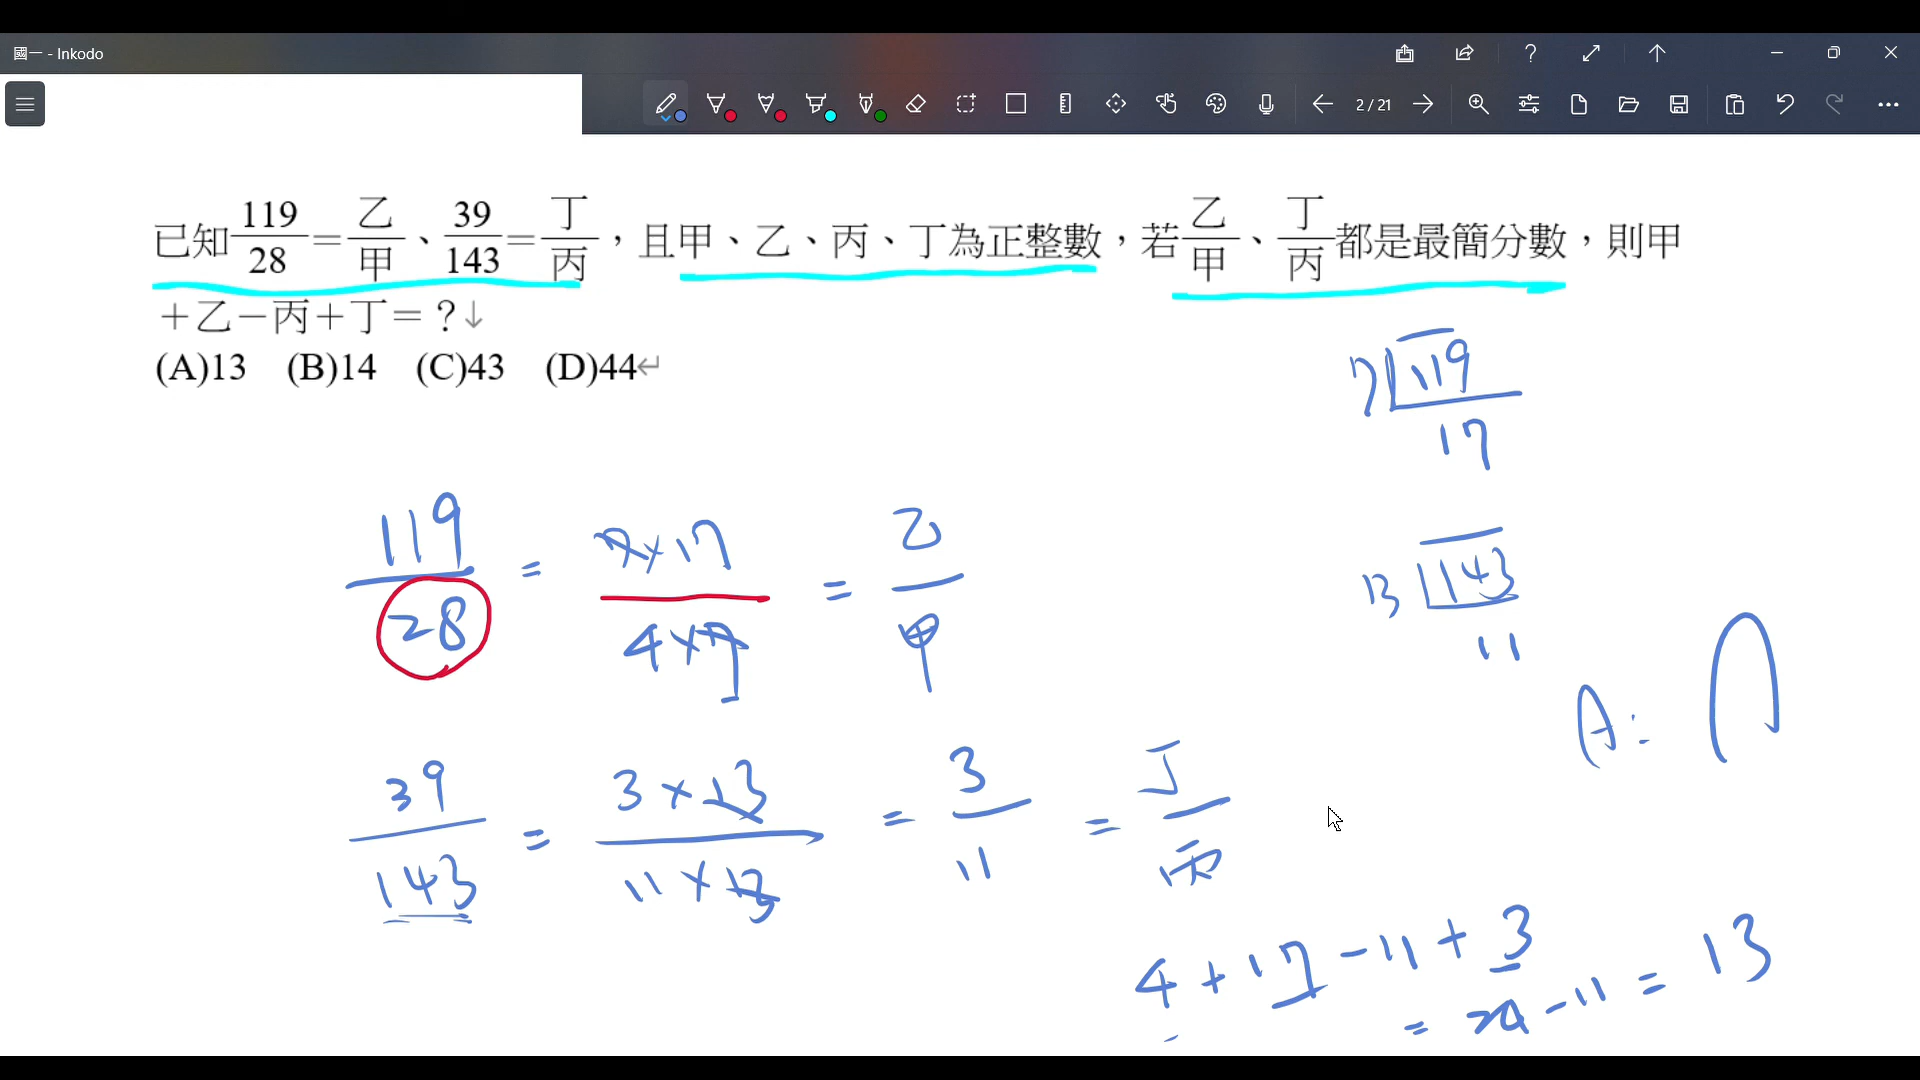 國一 - Inkodo
2 / 21
已知119/28=乙/甲、39/143=丁/丙，且甲、乙、丙、丁為正整數，若乙/甲、丁/丙都是最簡分數，則甲
＋乙－丙＋丁＝？↓
(A)13 (B)14 (C)43 (D)44↵
7 119
17
119/28 = 7×17/4×7 = 乙/甲
13 143
11
A:
39/143 = 3×13/11×13 = 3/11 = 丁/丙
4+17-11+3
= 24-11 = 13